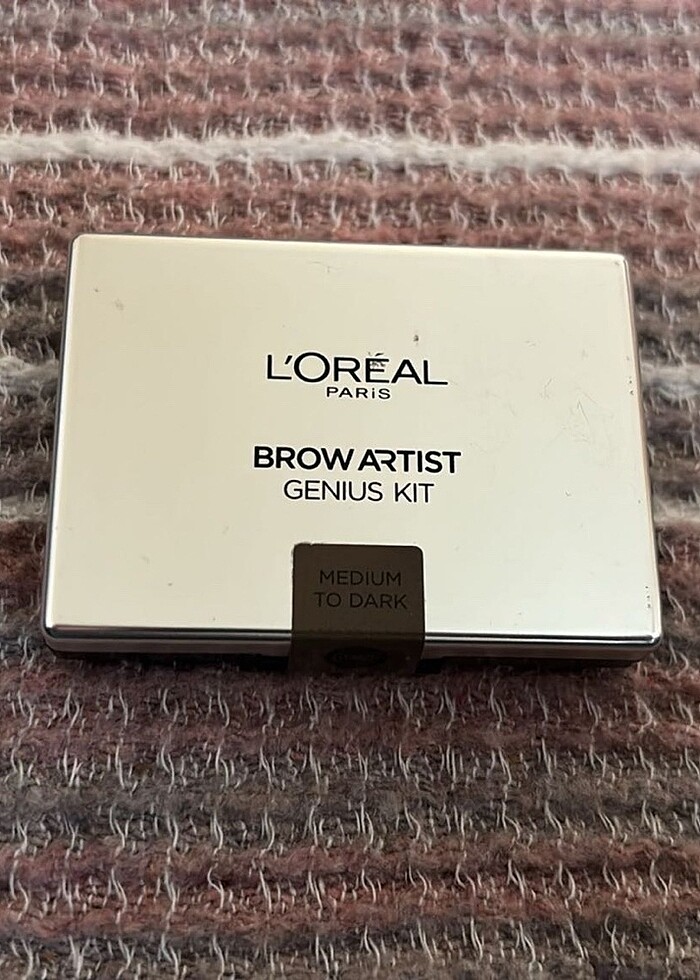 L'ORÉAL
PARIS
BROW ARTIST
GENIUS KIT
MEDIUM
TO DARK